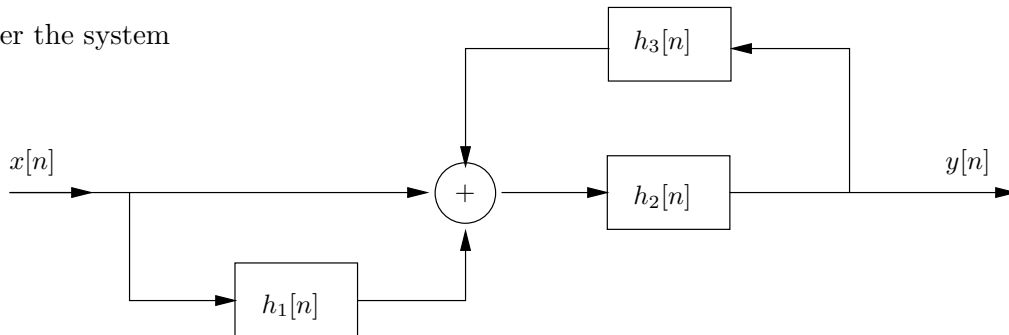 er the system
h₃[n]
x[n]
y[n]
+
h₂[n]
h₁[n]